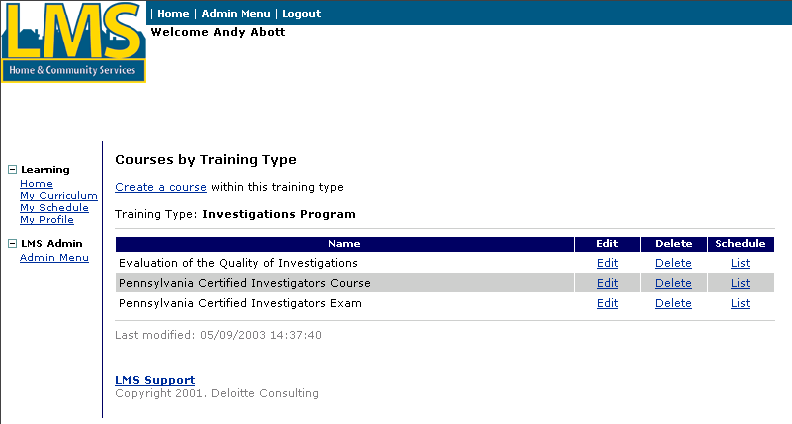 LMS
Home & Community Services
| Home | Admin Menu | Logout
Welcome Andy Abott
Learning
Home
My Curriculum
My Schedule
My Profile
LMS Admin
Admin Menu
Courses by Training Type
Create a course within this training type
Training Type: Investigations Program
Name Edit Delete Schedule
Evaluation of the Quality of Investigations Edit Delete List
Pennsylvania Certified Investigators Course Edit Delete List
Pennsylvania Certified Investigators Exam Edit Delete List
Last modified: 05/09/2003 14:37:40
LMS Support
Copyright 2001. Deloitte Consulting